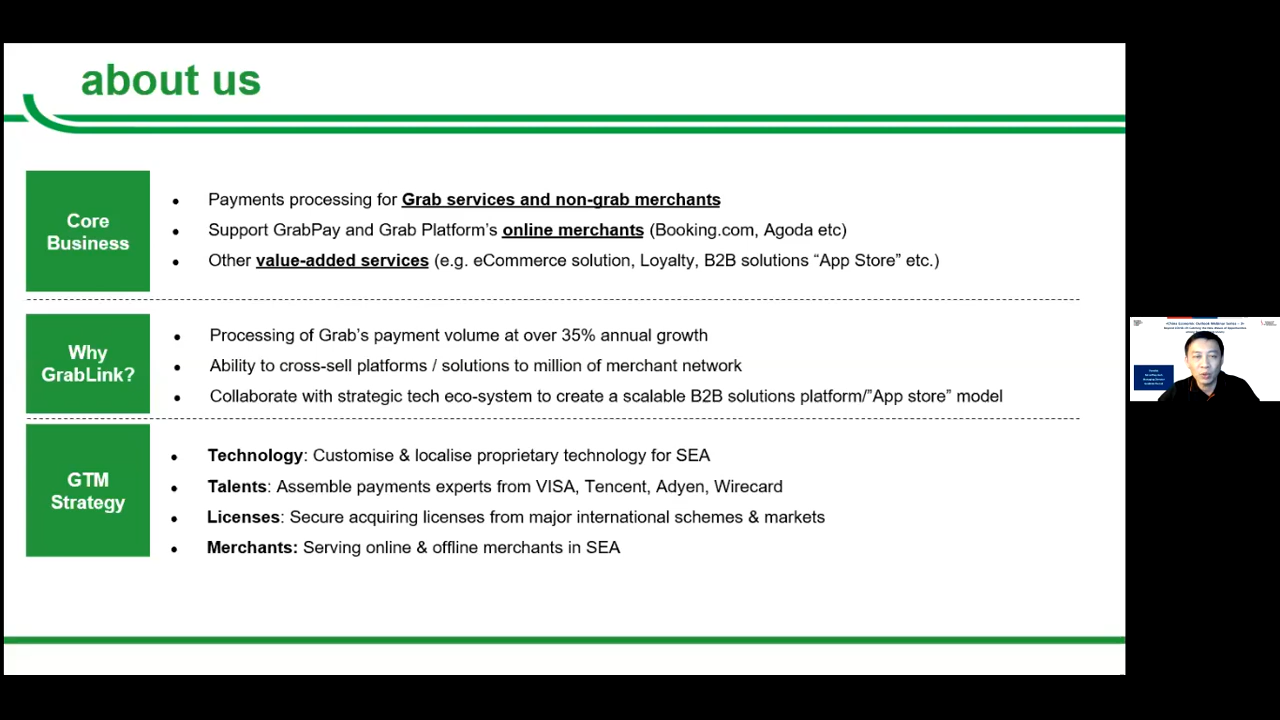 about us
Core
Business
• Payments processing for Grab services and non-grab merchants
• Support GrabPay and Grab Platform’s online merchants (Booking.com, Agoda etc)
• Other value-added services (e.g. eCommerce solution, Loyalty, B2B solutions “App Store” etc.)
Why
GrabLink?
• Processing of Grab’s payment volume at over 35% annual growth
• Ability to cross-sell platforms / solutions to million of merchant network
• Collaborate with strategic tech eco-system to create a scalable B2B solutions platform/”App store” model
GTM
Strategy
• Technology: Customise & localise proprietary technology for SEA
• Talents: Assemble payments experts from VISA, Tencent, Adyen, Wirecard
• Licenses: Secure acquiring licenses from major international schemes & markets
• Merchants: Serving online & offline merchants in SEA